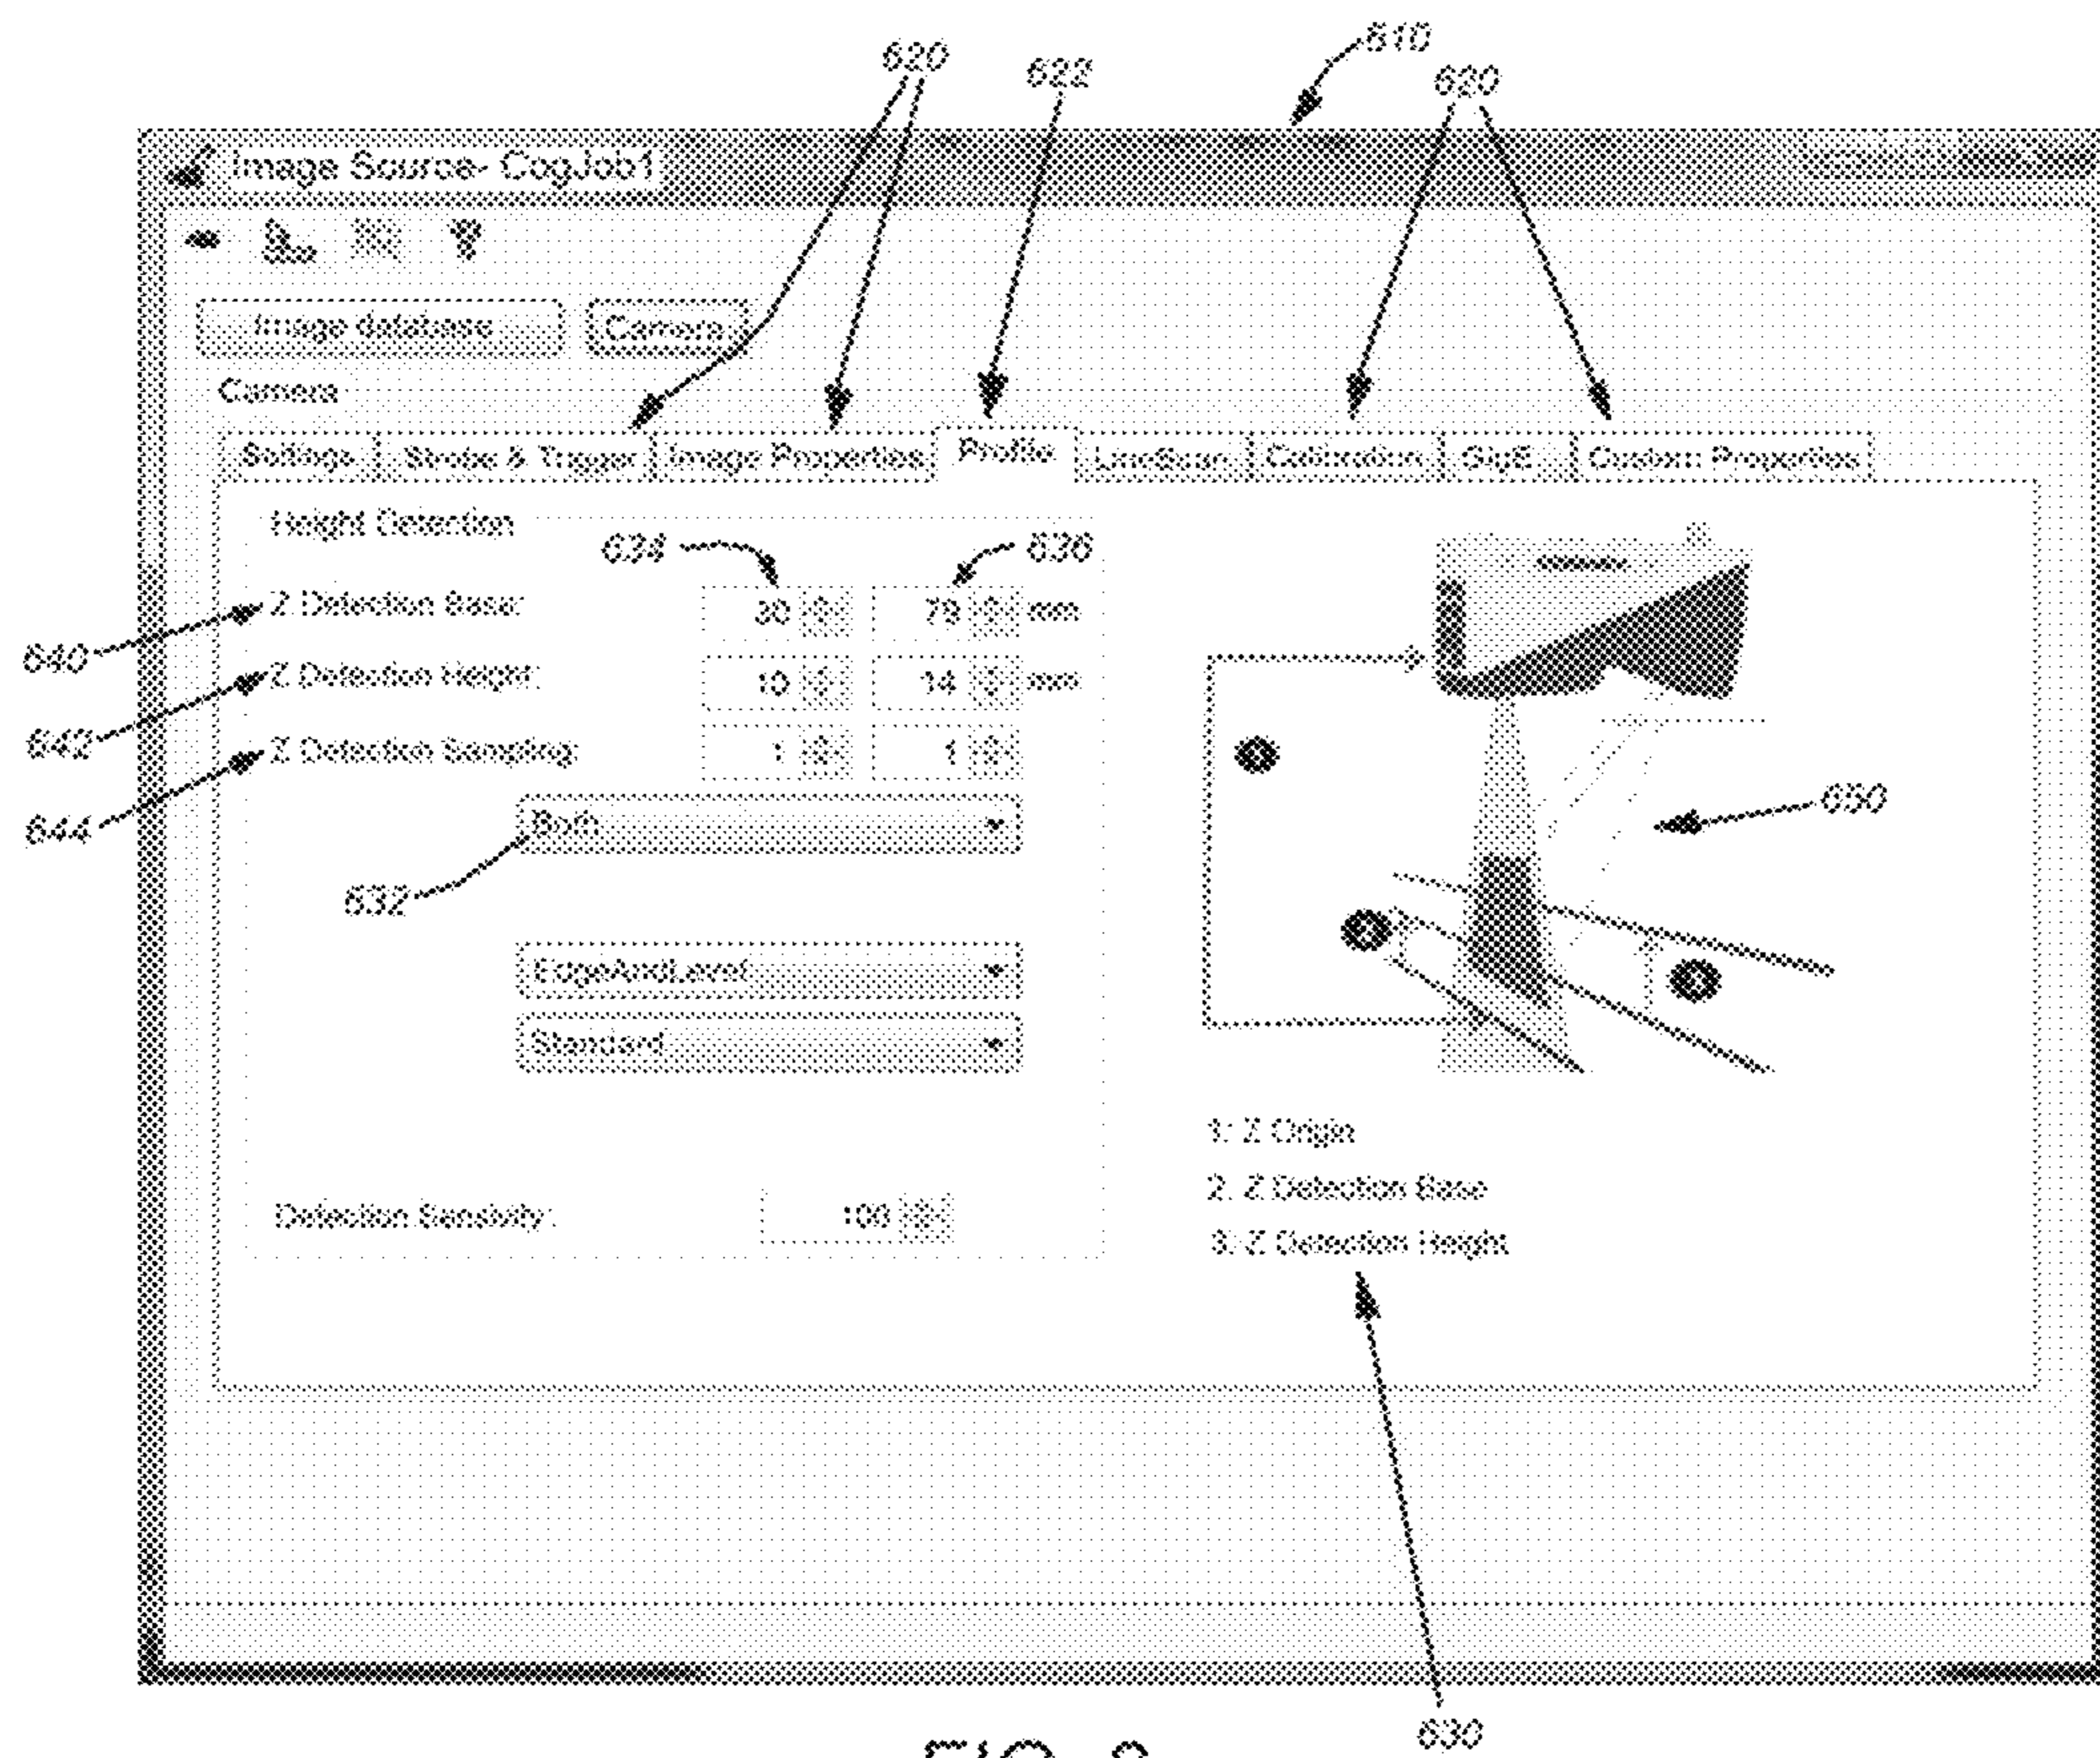 620 622 610 620
Image Source- CogJob1
Image database Camera
Camera
Settings Strobe & Trigger Image Properties Profile LineScan Calibration GigE Custom Properties
Height Detection
634 636
Z Detection Base: 30 79 mm
640
Z Detection Height: 10 14 mm
642
Z Detection Sampling: 1 1
644
Both
650
632
EdgeAndLevel
Standard
1: Z Origin
2. Z Detection Base
3: Z Detection Height
Detection Sensivity: 100
630